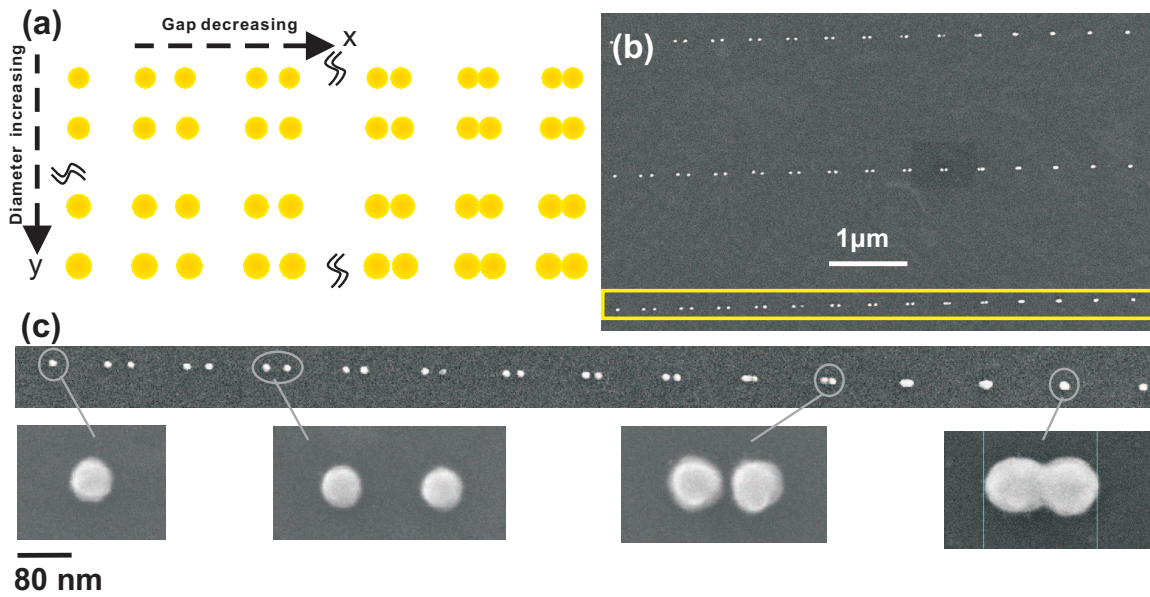 (a)
Gap decreasing
x
Diameter increasing
y
(b)
1μm
(c)
80 nm